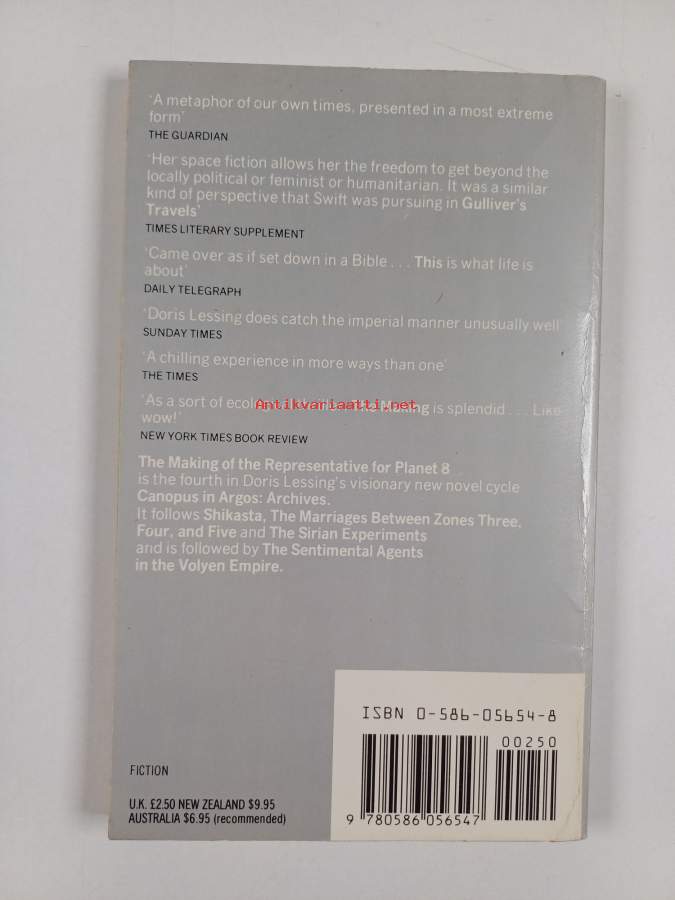 'A metaphor of our own times, presented in a most extreme
form'
THE GUARDIAN
'Her space fiction allows her the freedom to get beyond the
locally political or feminist or humanitarian. It was a similar
kind of perspective that Swift was pursuing in Gulliver's
Travels'
TIMES LITERARY SUPPLEMENT
'Came over as if set down in a Bible . . . This is what life is
about'
DAILY TELEGRAPH
'Doris Lessing does catch the imperial manner unusually well'
SUNDAY TIMES
'A chilling experience in more ways than one'
THE TIMES
'As a sort of Making is splendid . . . Like
Antikvariaatti.net
wow!'
NEW YORK TIMES BOOK REVIEW
The Making of the Representative for Planet 8
is the fourth in Doris Lessing's visionary new novel cycle
Canopus in Argos: Archives.
It follows Shikasta, The Marriages Between Zones Three,
Four, and Five and The Sirian Experiments
and is followed by The Sentimental Agents
in the Volyen Empire.
ISBN 0-586-05654-8
00250
9 780586 056547
FICTION
U.K. £2.50 NEW ZEALAND $9.95
AUSTRALIA $6.95 (recommended)